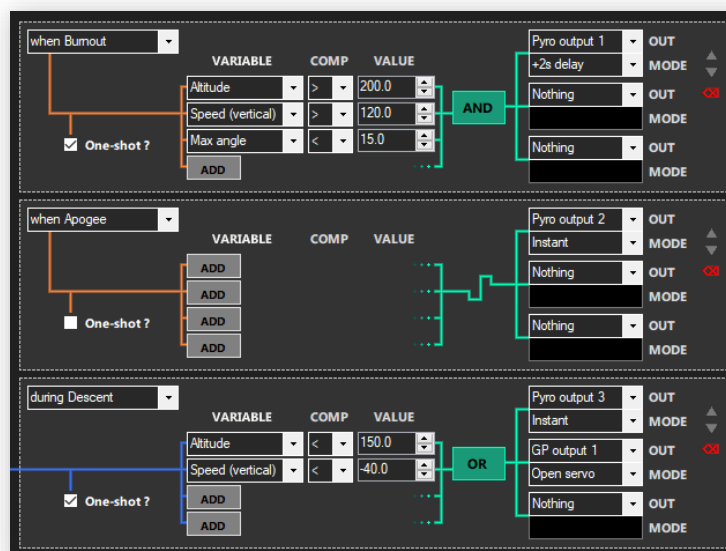 when Burnout
Pyro output 1 OUT
VARIABLE COMP VALUE
+2s delay MODE
Altitude > 200.0
Nothing OUT
Speed (vertical) > 120.0 AND
MODE
One-shot ? Max angle < 15.0
Nothing OUT
ADD
MODE
when Apogee
Pyro output 2 OUT
VARIABLE COMP VALUE
Instant MODE
ADD
Nothing OUT
ADD
MODE
One-shot ? ADD
Nothing OUT
ADD
MODE
during Descent
Pyro output 3 OUT
VARIABLE COMP VALUE
Instant MODE
Altitude < 150.0
GP output 1 OUT
Speed (vertical) < -40.0 OR
Open servo MODE
One-shot ? ADD
Nothing OUT
ADD
MODE